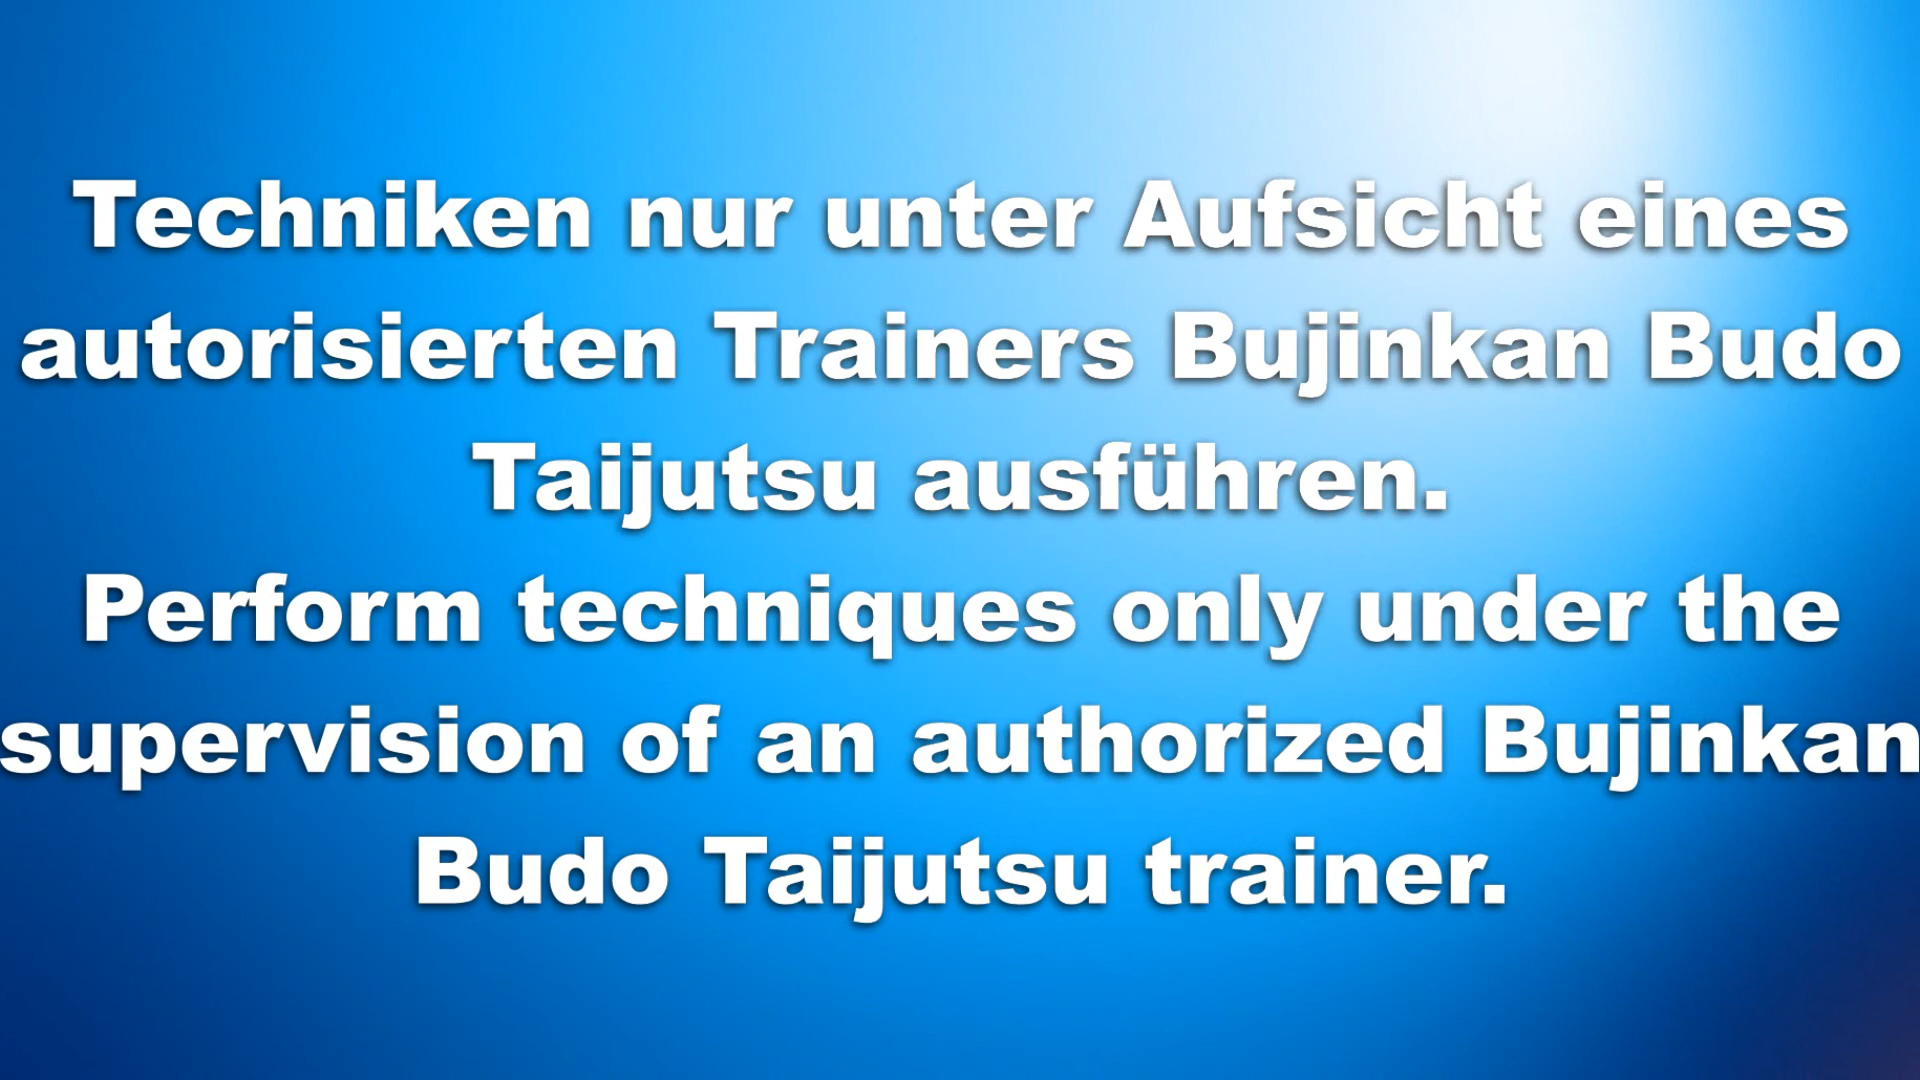 Techniken nur unter Aufsicht eines
autorisierten Trainers Bujinkan Budo
Taijutsu ausführen.
Perform techniques only under the
supervision of an authorized Bujinkan
Budo Taijutsu trainer.